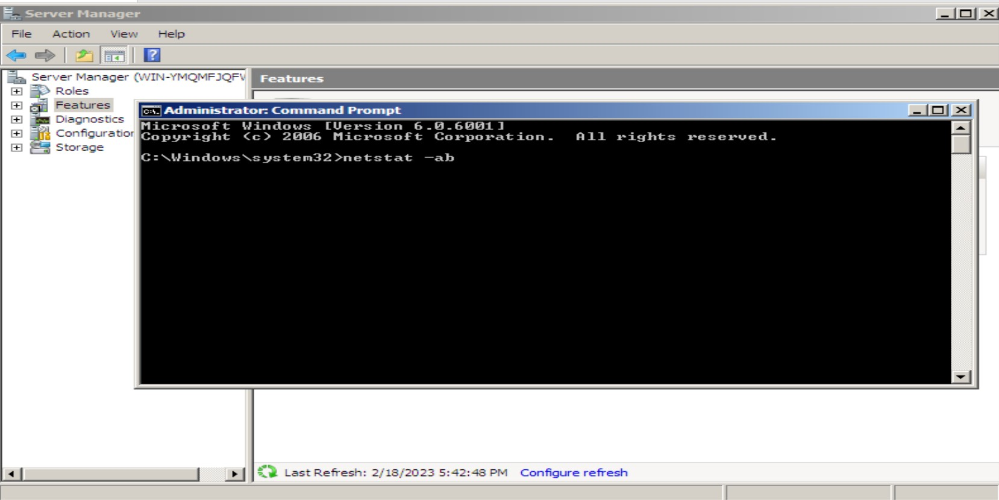 Server Manager
File Action View Help
Server Manager (WIN-YMQMFJQFV
Roles
Features
Diagnostics
Configuration
Storage
Features
Administrator: Command Prompt
Microsoft Windows [Version 6.0.6001]
Copyright (c) 2006 Microsoft Corporation. All rights reserved.
C:\Windows\system32>netstat -ab
Last Refresh: 2/18/2023 5:42:48 PM Configure refresh